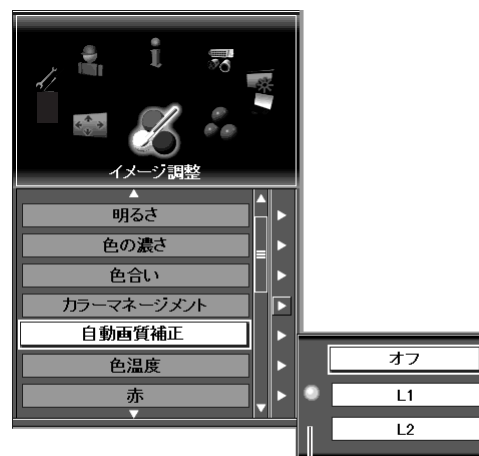 イメージ調整
明るさ
色の濃さ
色合い
カラーマネージメント
自動画質補正
色温度
赤
オフ
L1
L2